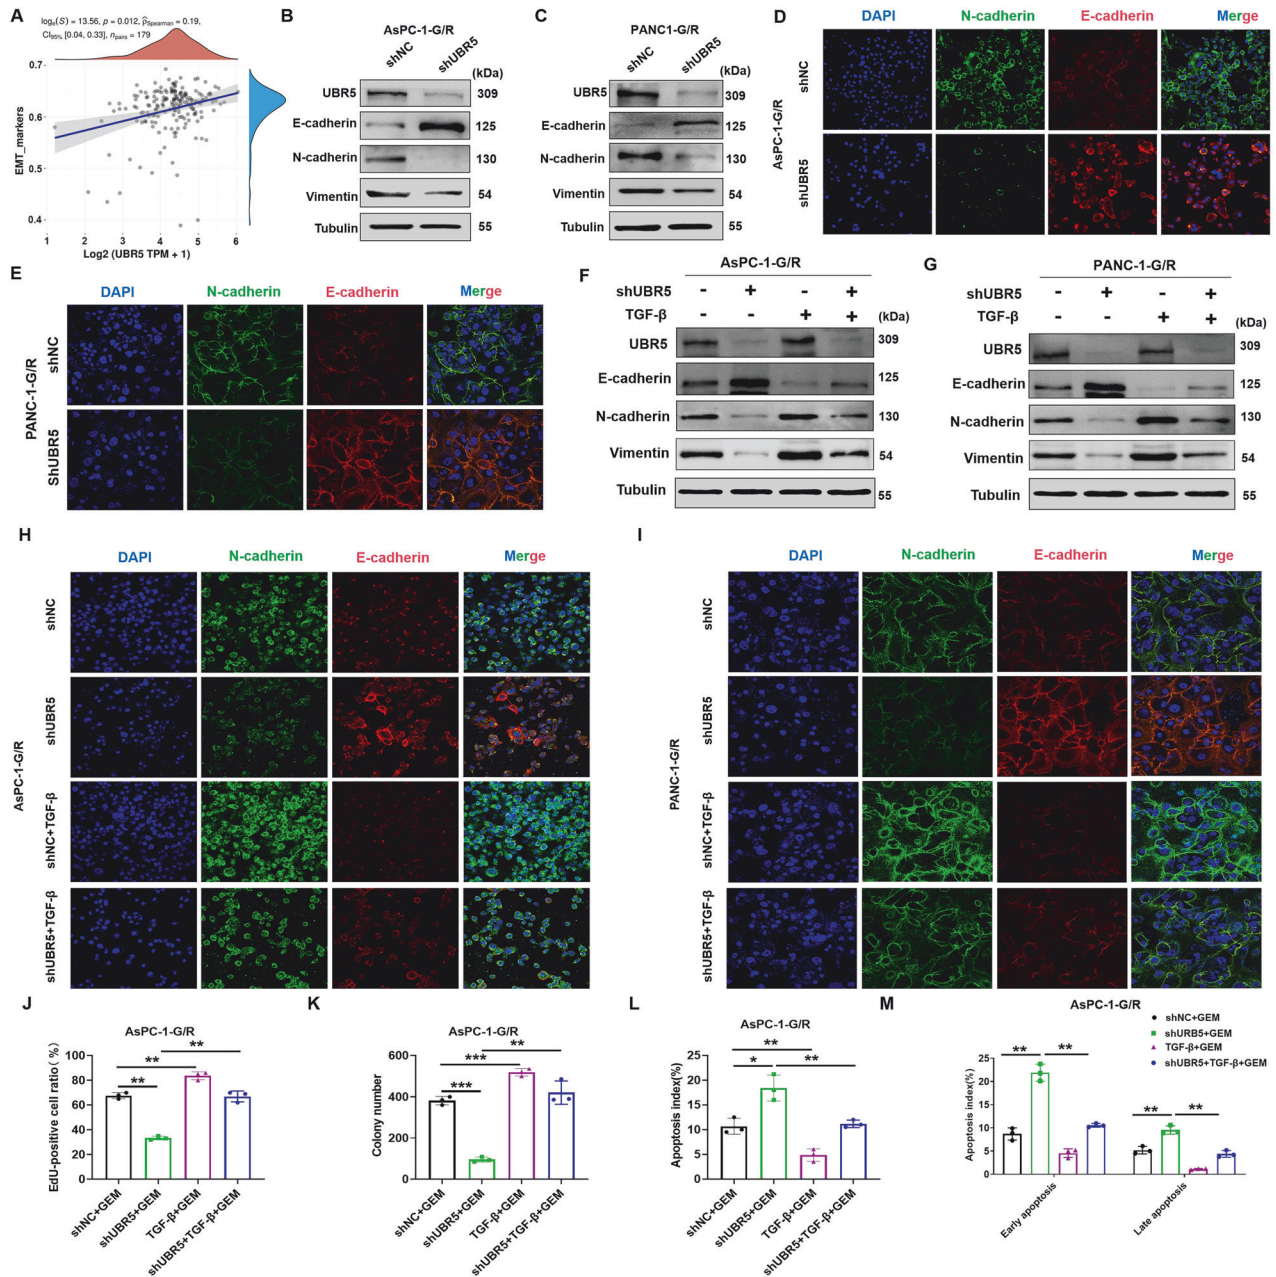 A
logₑ(S) = 13.56, p = 0.012, ρ̂Spearman = 0.19,
CI95% [0.04, 0.33], npairs = 179
EMT_markers
0.7
0.6
0.5
0.4
1 2 3 4 5 6
Log2 (UBR5 TPM + 1)
B
AsPC-1-G/R
shNC shUBR5
(kDa)
UBR5 309
E-cadherin 125
N-cadherin 130
Vimentin 54
Tubulin 55
C
PANC1-G/R
shNC shUBR5
(kDa)
UBR5 309
E-cadherin 125
N-cadherin 130
Vimentin 54
Tubulin 55
D
DAPI N-cadherin E-cadherin Merge
AsPC-1-G/R
shNC
shUBR5
E
DAPI N-cadherin E-cadherin Merge
PANC-1-G/R
shNC
ShUBR5
F
AsPC-1-G/R
shUBR5 - + - +
TGF-β - - + +
(kDa)
UBR5 309
E-cadherin 125
N-cadherin 130
Vimentin 54
Tubulin 55
G
PANC-1-G/R
shUBR5 - + - +
TGF-β - - + +
(kDa)
UBR5 309
E-cadherin 125
N-cadherin 130
Vimentin 54
Tubulin 55
H
DAPI N-cadherin E-cadherin Merge
AsPC-1-G/R
shNC
shUBR5
shNC+TGF-β
shUBR5+TGF-β
I
DAPI N-cadherin E-cadherin Merge
PANC-1-G/R
shNC
shUBR5
shNC+TGF-β
shUBR5+TGF-β
J
AsPC-1-G/R
EdU-positive cell ratio( %)
100
80
60
40
20
0
**
**
**
shNC+GEM
shUBR5+GEM
TGF-β+GEM
shUBR5+TGF-β+GEM
K
AsPC-1-G/R
Colony number
600
400
200
0
**
***
***
shNC+GEM
shUBR5+GEM
TGF-β+GEM
shUBR5+TGF-β+GEM
L
AsPC-1-G/R
Apoptosis index(%)
25
20
15
10
5
0
**
*
**
shNC+GEM
shUBR5+GEM
TGF-β+GEM
shUBR5+TGF-β+GEM
M
AsPC-1-G/R
shNC+GEM
shURB5+GEM
TGF-β+GEM
shUBR5+TGF-β+GEM
Apoptosis index(%)
25
20
15
10
5
0
** **
** **
Early apoptosis
Late apoptosis